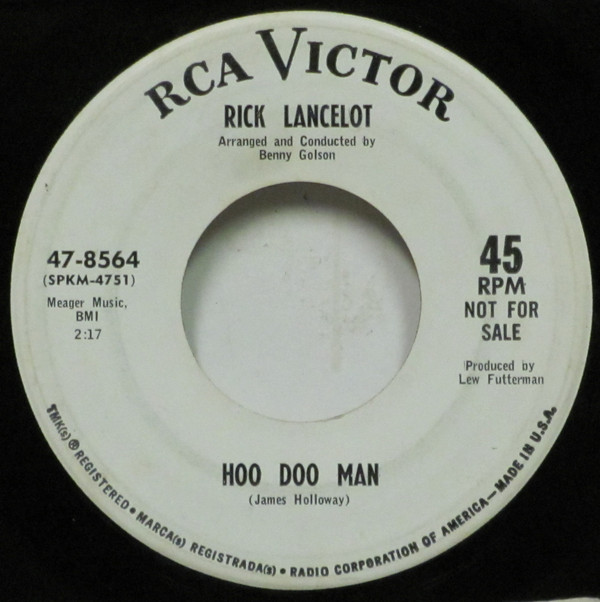 RCA VICTOR
RICK LANCELOT
Arranged and Conducted by
Benny Golson
47-8564
(SPKM-4751)
Meager Music,
BMI
2:17
45
RPM
NOT FOR
SALE
Produced by
Lew Futterman
HOO DOO MAN
(James Holloway)
TMK(s) ® REGISTERED • MARCA(s) REGISTRADA(s) • RADIO CORPORATION OF AMERICA—MADE IN U.S.A.